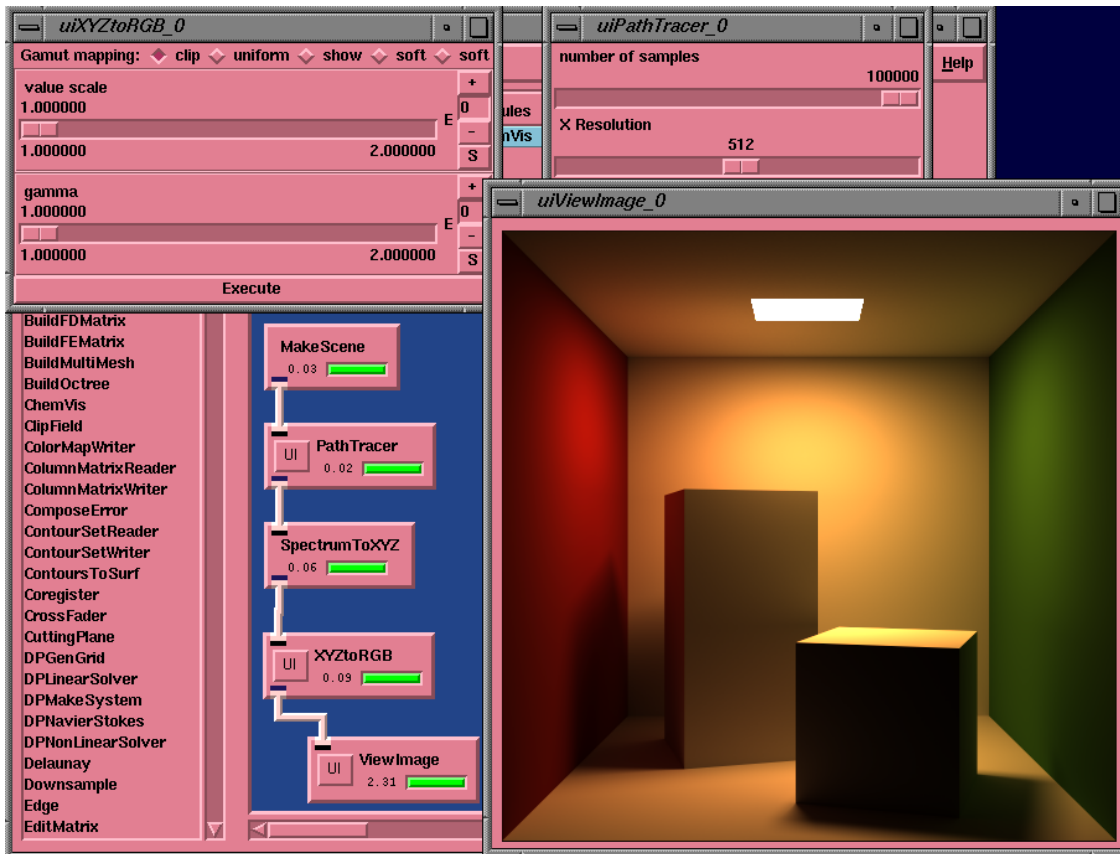 uiXYZtoRGB_0
Gamut mapping: clip uniform show soft soft
value scale
1.000000
1.000000 2.000000
E
+
0
-
S
gamma
1.000000
1.000000 2.000000
E
+
0
-
S
Execute
uiPathTracer_0
number of samples
100000
X Resolution
512
Help
ules
mVis
uiViewImage_0
BuildFDMatrix
BuildFEMatrix
BuildMultiMesh
BuildOctree
ChemVis
ClipField
ColorMapWriter
ColumnMatrixReader
ColumnMatrixWriter
ComposeError
ContourSetReader
ContourSetWriter
ContoursToSurf
Coregister
CrossFader
CuttingPlane
DPGenGrid
DPLinearSolver
DPMakeSystem
DPNavierStokes
DPNonLinearSolver
Delaunay
Downsample
Edge
EditMatrix
MakeScene
0.03
UI PathTracer
0.02
SpectrumToXYZ
0.06
UI XYZtoRGB
0.09
UI ViewImage
2.31